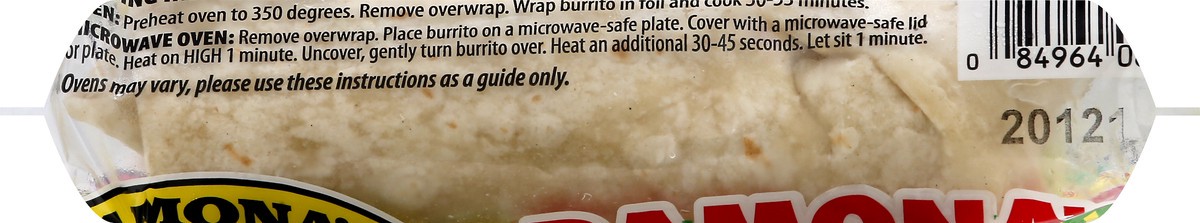 EN: Preheat oven to 350 degrees. Remove overwrap. Wrap burrito in foil and cook minutes.
MICROWAVE OVEN: Remove overwrap. Place burrito on a microwave-safe plate. Cover with a microwave-safe lid
or plate. Heat on HIGH 1 minute. Uncover, gently turn burrito over. Heat an additional 30-45 seconds. Let sit 1 minute.
Ovens may vary, please use these instructions as a guide only.
0 84964 0
20121
RAMONA'
RAMONA'